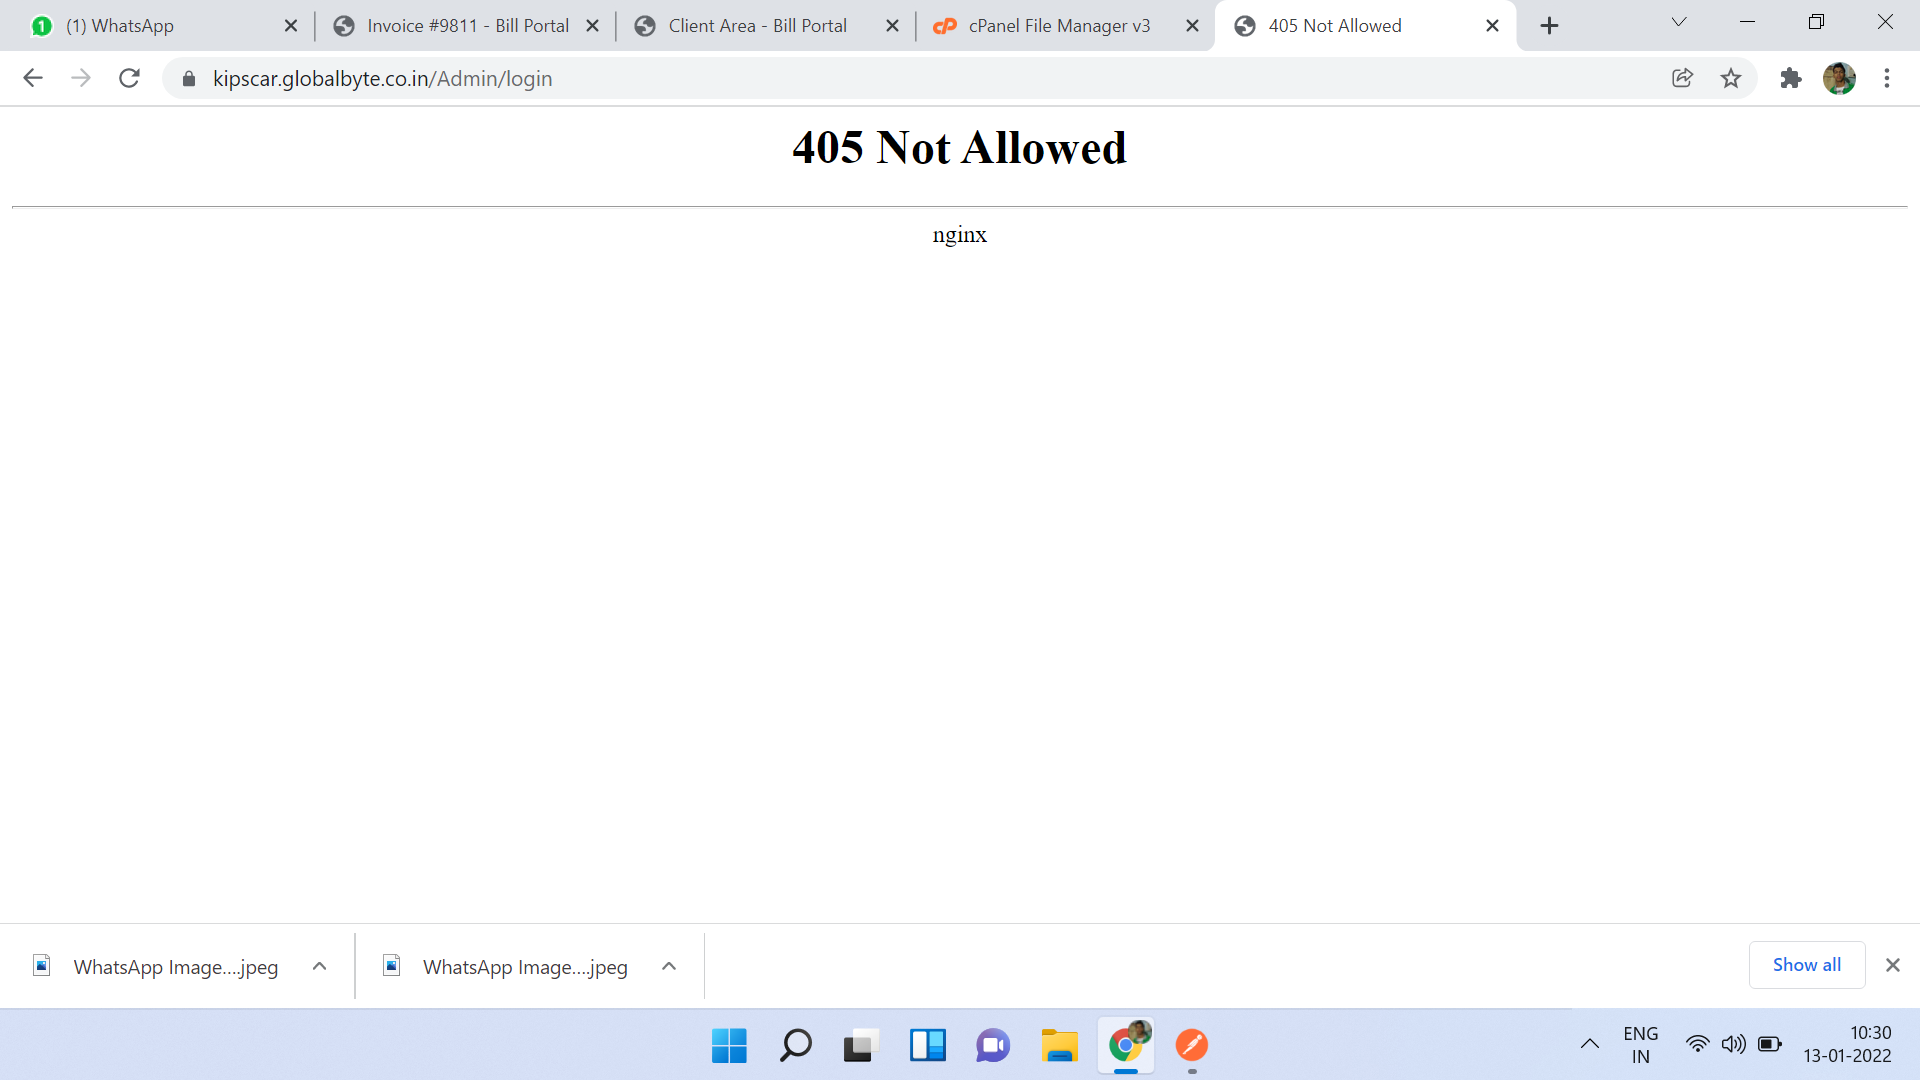 1 (1) WhatsApp
Invoice #9811 - Bill Portal
Client Area - Bill Portal
cP cPanel File Manager v3
405 Not Allowed
kipscar.globalbyte.co.in/Admin/login
405 Not Allowed
nginx
WhatsApp Image....jpeg
WhatsApp Image....jpeg
Show all
ENG
IN
10:30
13-01-2022